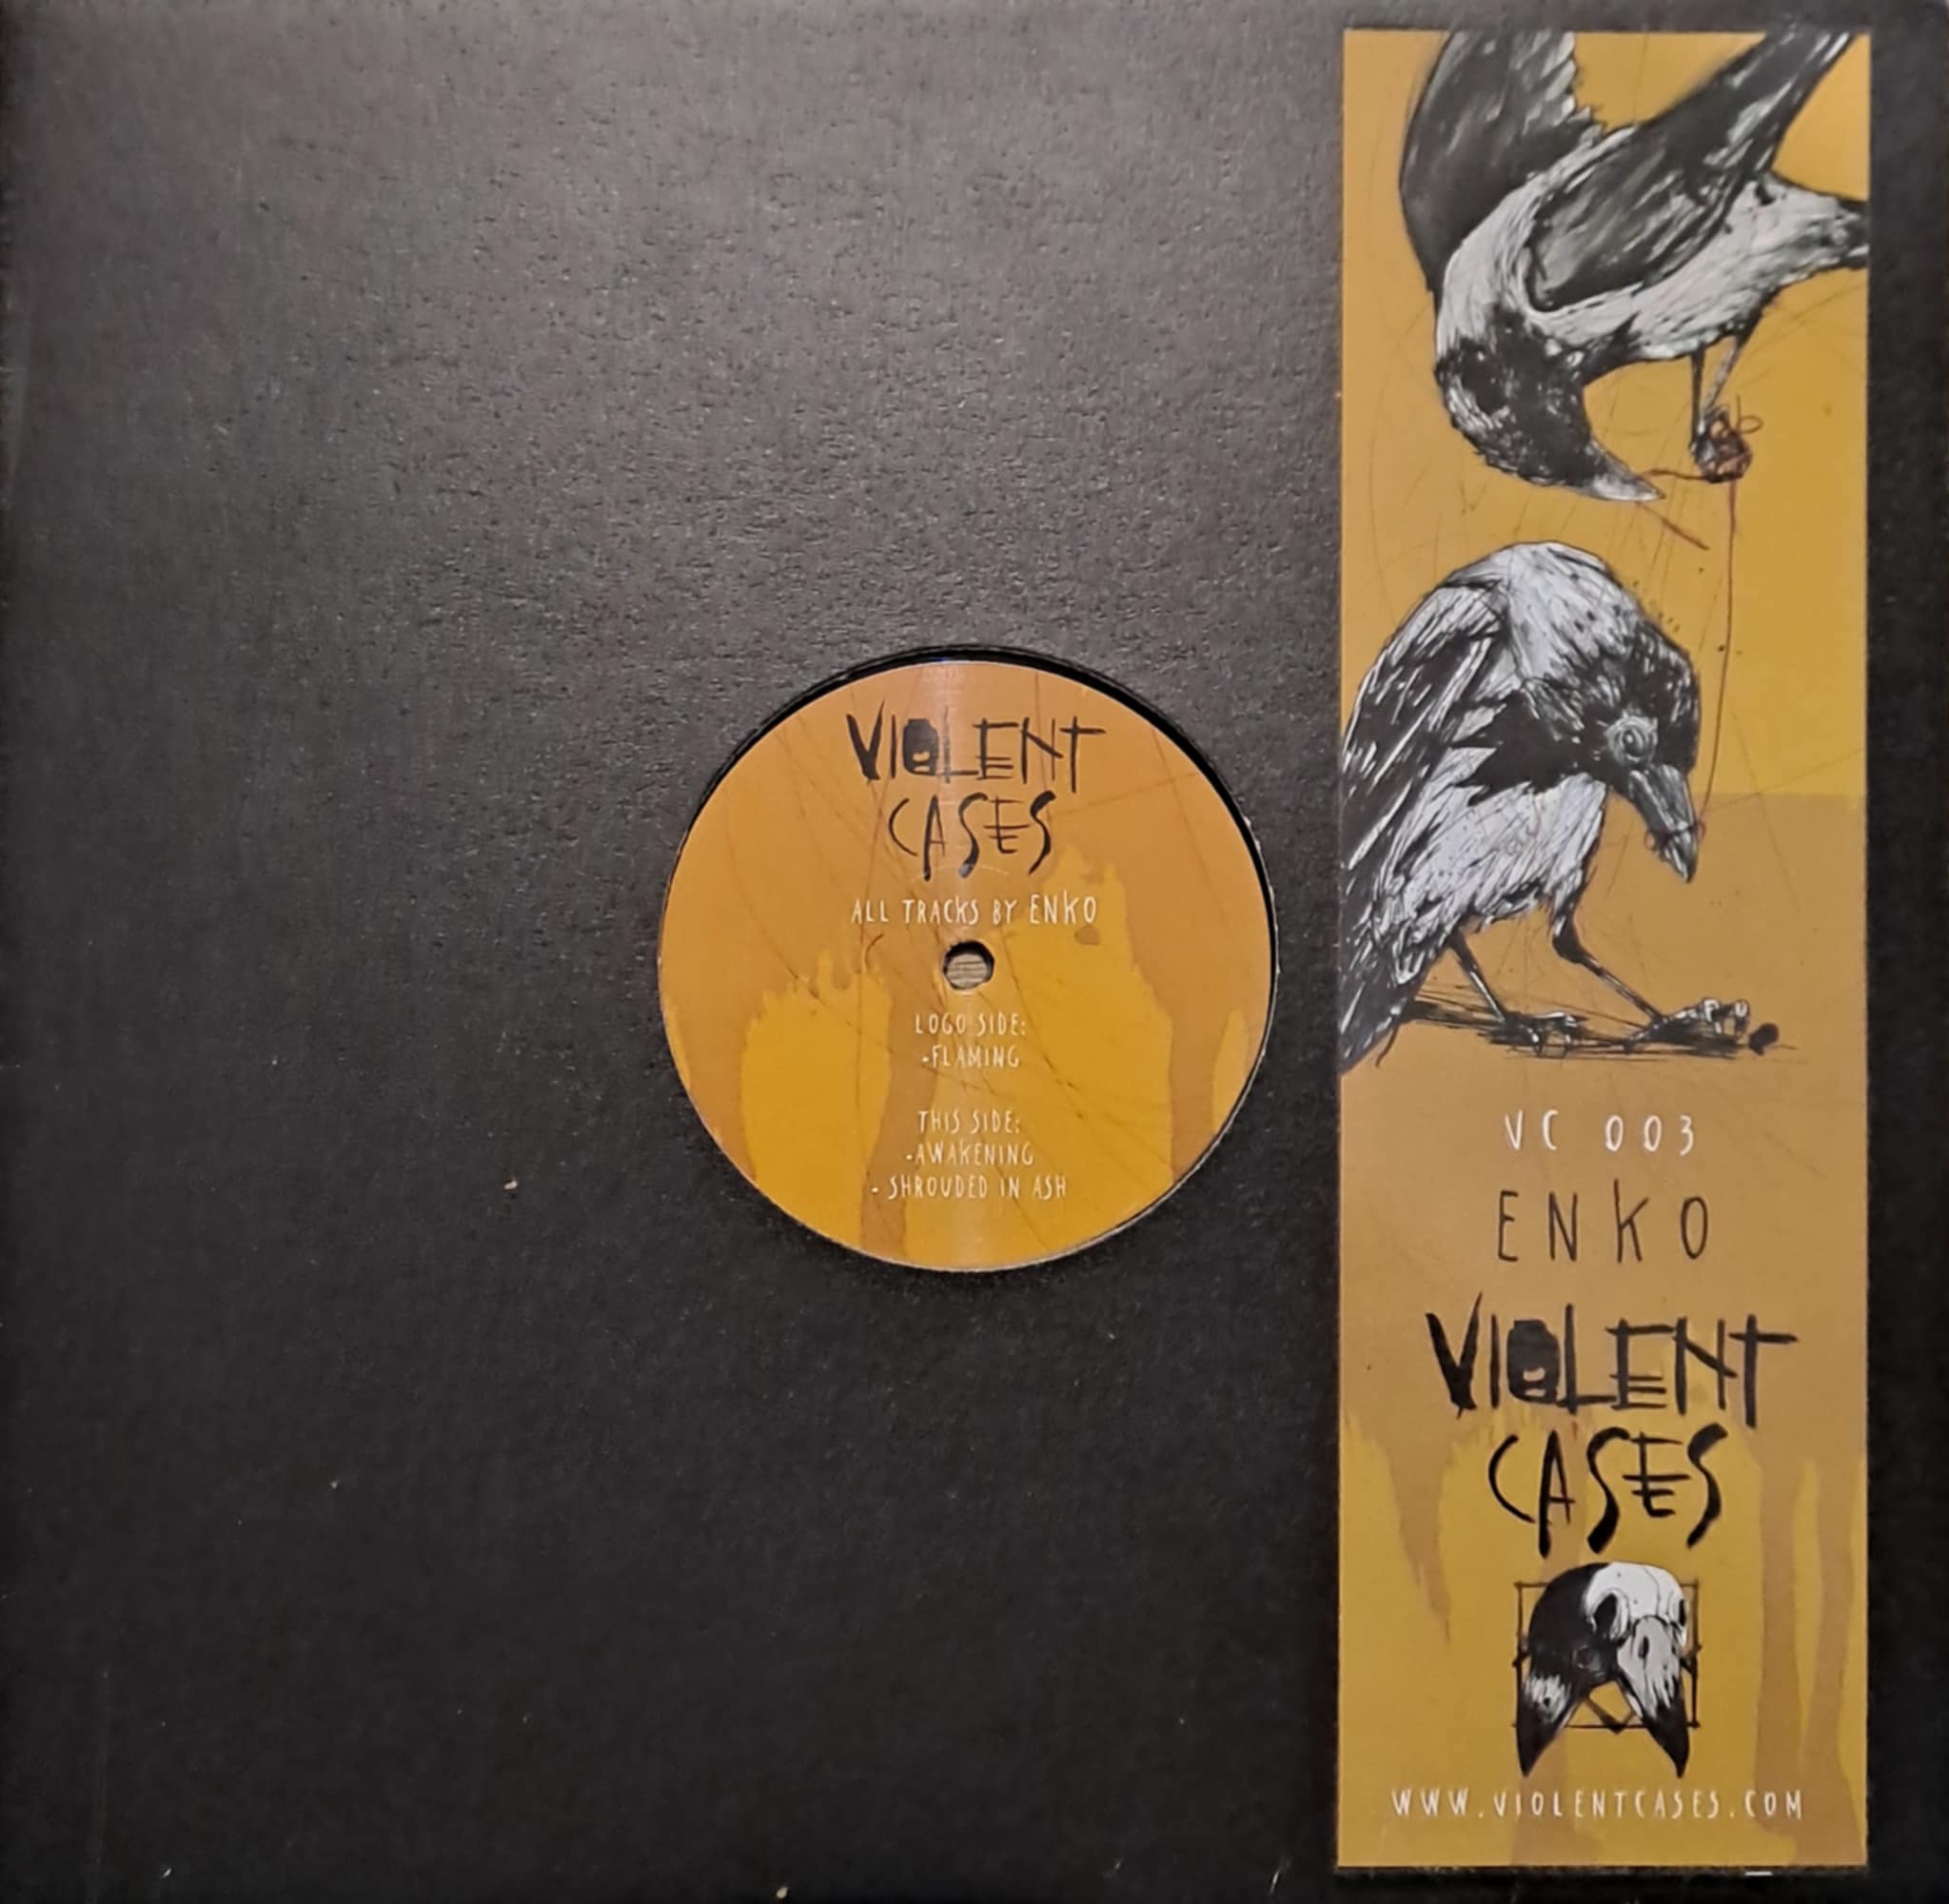 VIOLENT
CASES
ALL TRACKS BY ENKO
LOGO SIDE:
-FLAMING
THIS SIDE:
-AWAKENING
- SHROUDED IN ASH
VC 003
ENKO
VIOLENT
CASES
WWW.VIOLENTCASES.COM